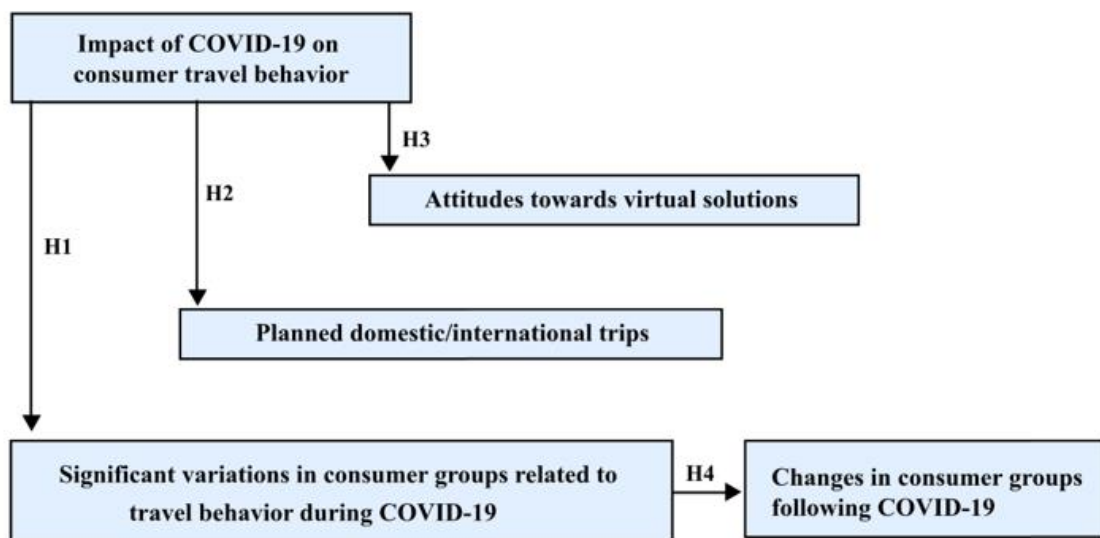 Impact of COVID-19 on
consumer travel behavior
H3
Attitudes towards virtual solutions
H2
H1
Planned domestic/international trips
Significant variations in consumer groups related to
travel behavior during COVID-19
H4
Changes in consumer groups
following COVID-19